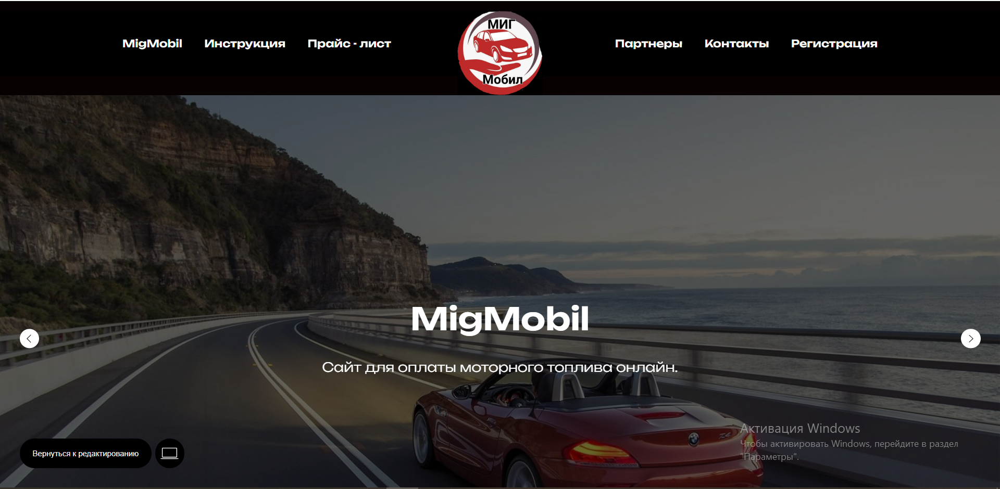 MigMobil
Инструкция
Прайс - лист
МИГ
Мобил
Партнеры
Контакты
Регистрация
MigMobil
Сайт для оплаты моторного топлива онлайн.
Z4
Вернуться к редактированию
Активация Windows
Чтобы активировать Windows, перейдите в раздел
"Параметры".